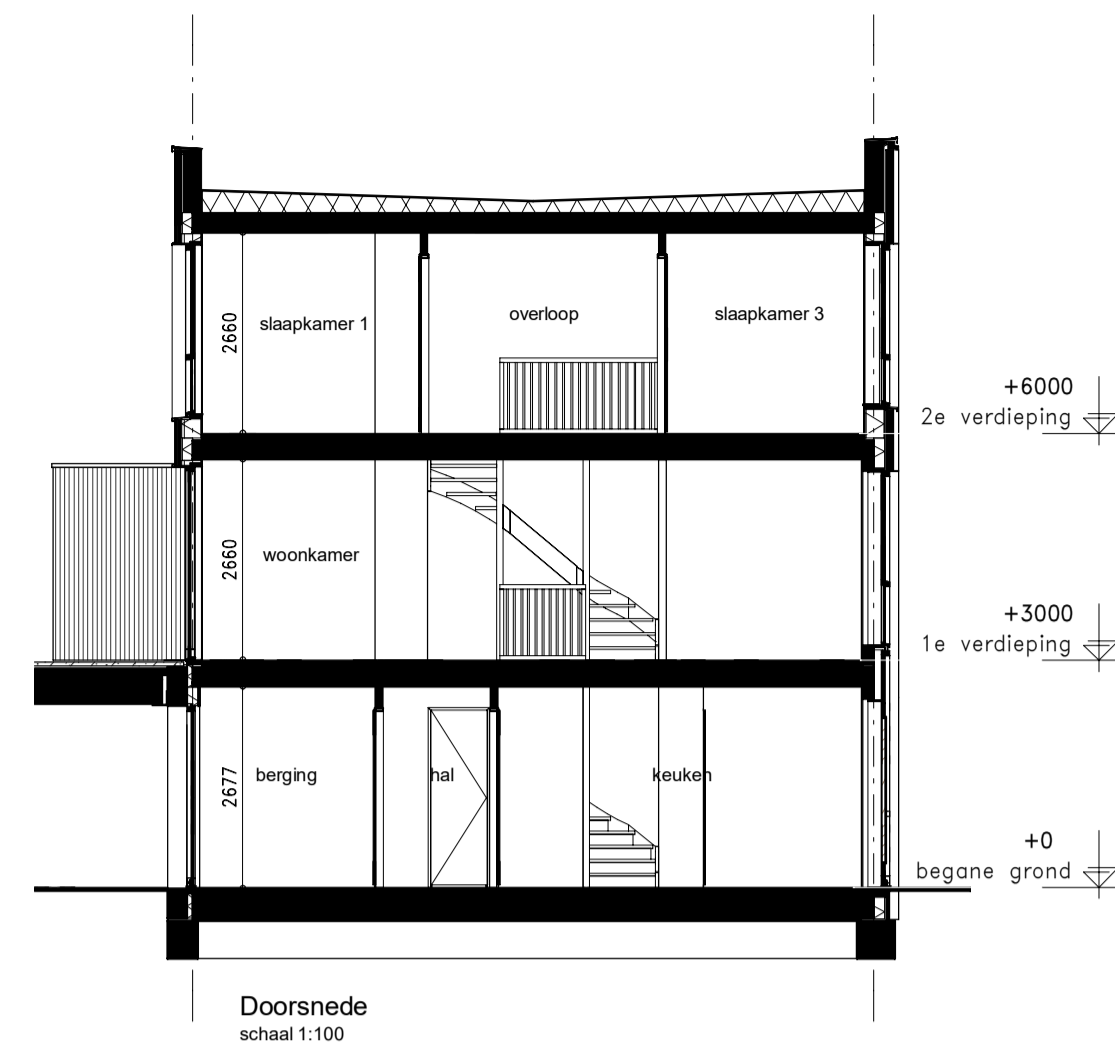 overloop
slaapkamer 3
slaapkamer 1
2660
+6000
2e verdieping
woonkamer
2660
+3000
1e verdieping
berging
hal
keuken
2677
+0
begane grond
Doorsnede
schaal 1:100